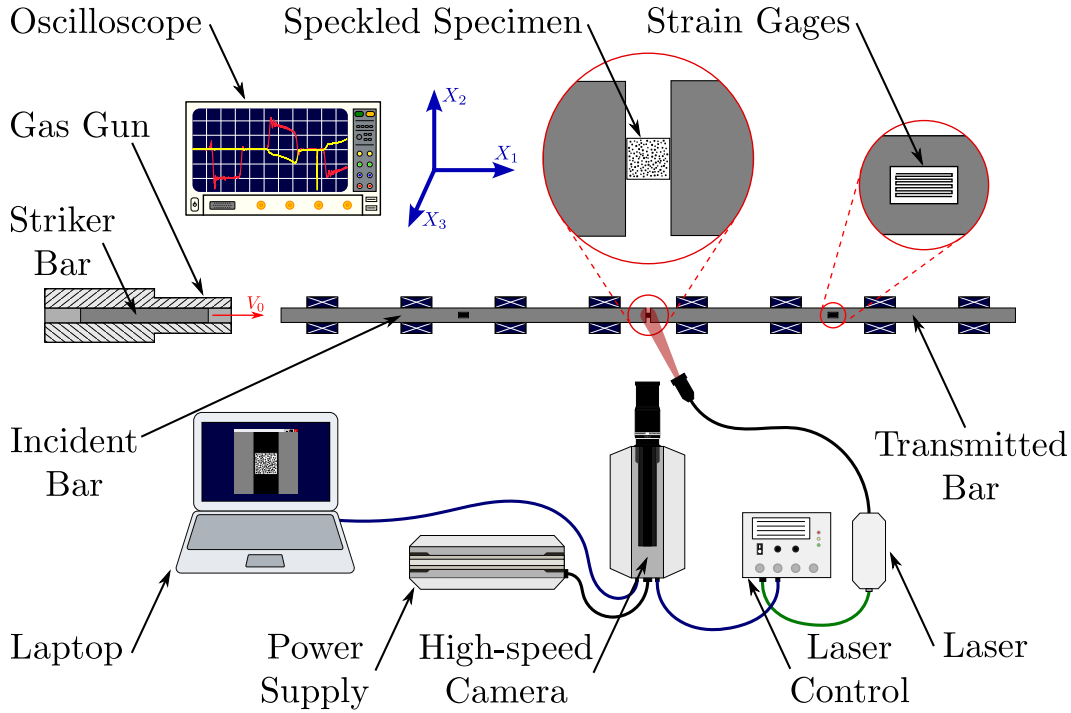 Oscilloscope
Speckled Specimen
Strain Gages
X₂
Gas Gun
X₁
Striker
Bar
X₃
V₀
Incident
Bar
Transmitted
Bar
Laptop
Power
Supply
High-speed
Camera
Laser
Control
Laser